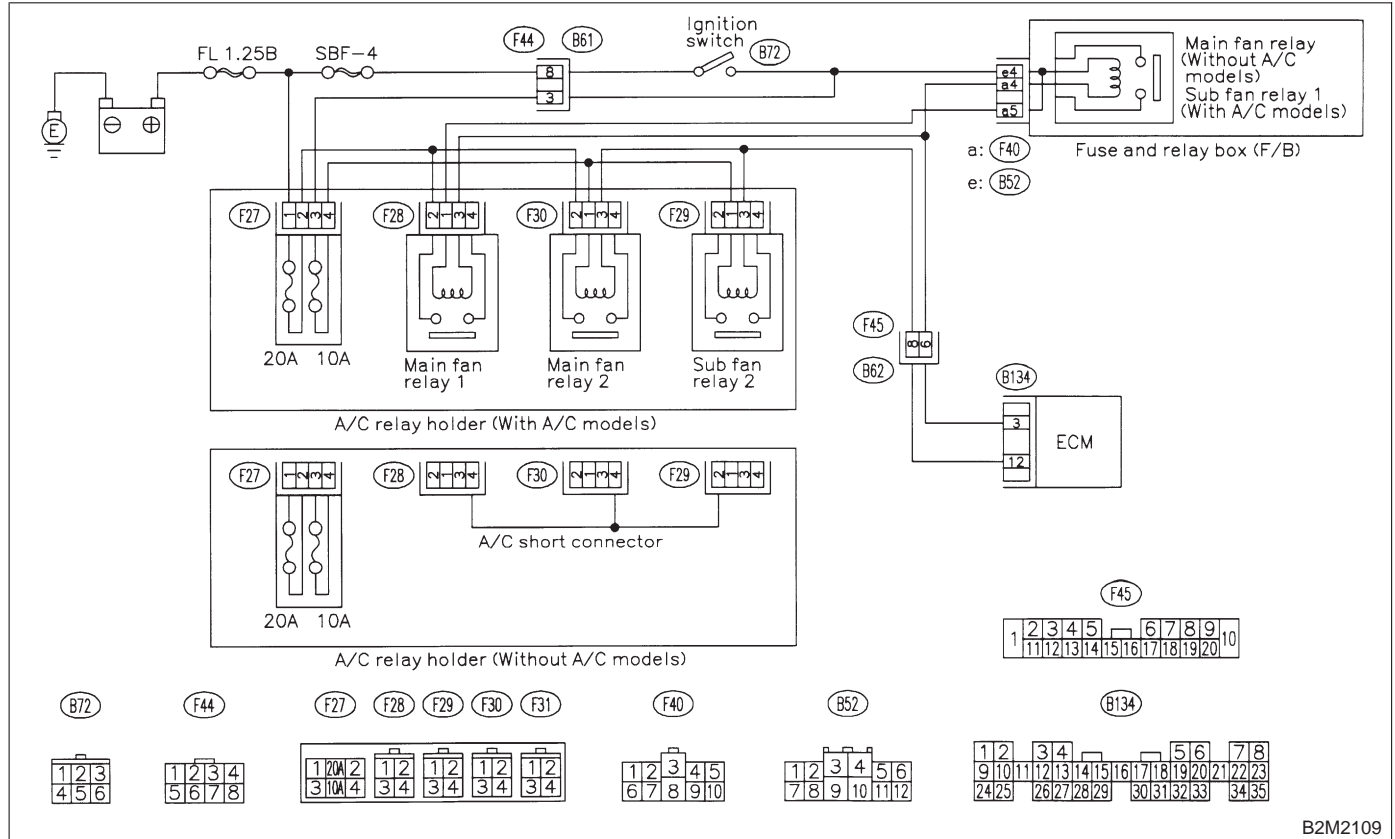 FL 1.25B
SBF-4
F44
B61
Ignition
switch
B72
8
3
e4
a4
a5
Main fan relay
(Without A/C
models)
Sub fan relay 1
(With A/C models)
a: F40
e: B52
Fuse and relay box (F/B)
E
⊖ ⊕
F27
1 2 3 4
F28
2 1 3 4
F30
2 1 3 4
F29
2 1 3 4
20A 10A
Main fan
relay 1
Main fan
relay 2
Sub fan
relay 2
A/C relay holder (With A/C models)
F45
8 6
B62
B134
3
12
ECM
F27
1 2 3 4
F28
2 1 3 4
F30
2 1 3 4
F29
2 1 3 4
A/C short connector
20A 10A
A/C relay holder (Without A/C models)
F45
1 2 3 4 5 6 7 8 9 10
11 12 13 14 15 16 17 18 19 20
B72
1 2 3
4 5 6
F44
1 2 3 4
5 6 7 8
F27 F28 F29 F30 F31
1 20A 2 1 2 1 2 1 2 1 2
3 10A 4 3 4 3 4 3 4 3 4
F40
1 2 3 4 5
6 7 8 9 10
B52
1 2 3 4 5 6
7 8 9 10 11 12
B134
1 2 3 4 5 6 7 8
9 10 11 12 13 14 15 16 17 18 19 20 21 22 23
24 25 26 27 28 29 30 31 32 33 34 35
B2M2109